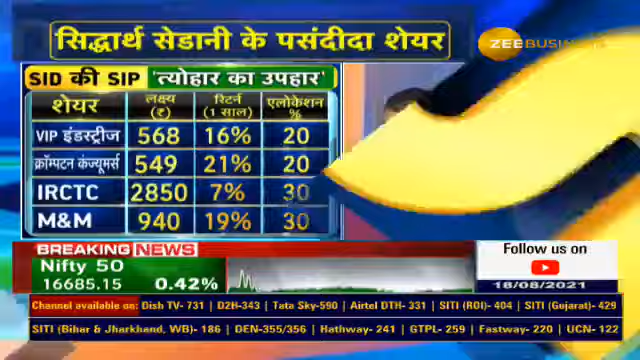 सिद्धार्थ सेडानी के पसंदीदा शेयर
ZEE BUSINESS
SID की SIP 'त्योहार का उपहार'
शेयर लक्ष्य (₹) रिटर्न (1 साल) एलोकेशन %
VIP इंडस्ट्रीज 568 16% 20
क्रॉम्पटन कंज्यूमर्स 549 21% 20
IRCTC 2850 7% 30
M&M 940 19% 30
BREAKING NEWS
Nifty 50
16685.15 0.42%
Follow us on
18/08/2021
Channel available on: Dish TV- 731 | D2H-343 | Tata Sky-590 | Airtel DTH- 331 | SITI (ROI)- 404 | SITI (Gujarat)- 429
SITI (Bihar & Jharkhand, WB)- 186 | DEN-355/356 | Hathway- 241 | GTPL- 259 | Fastway- 220 | UCN- 122